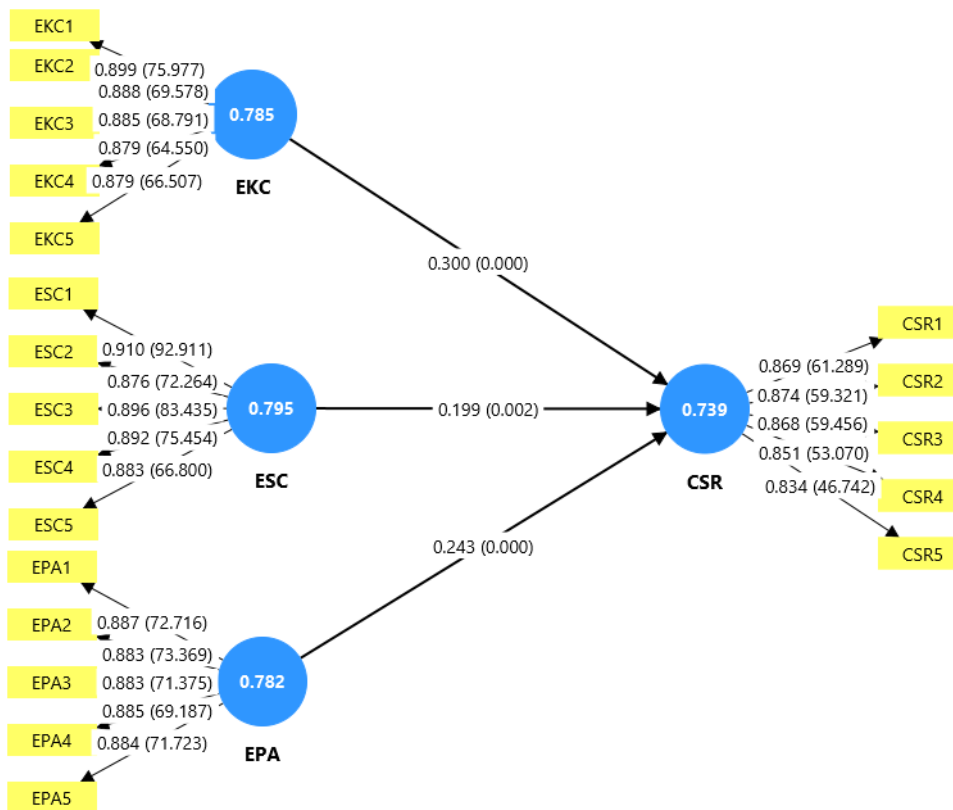 EKC1
EKC2
EKC3
EKC4
EKC5
0.899 (75.977)
0.888 (69.578)
0.885 (68.791)
0.879 (64.550)
0.879 (66.507)
0.785
EKC
0.300 (0.000)
ESC1
ESC2
ESC3
ESC4
ESC5
0.910 (92.911)
0.876 (72.264)
0.896 (83.435)
0.892 (75.454)
0.883 (66.800)
0.795
ESC
0.199 (0.002)
EPA1
EPA2
EPA3
EPA4
EPA5
0.887 (72.716)
0.883 (73.369)
0.883 (71.375)
0.885 (69.187)
0.884 (71.723)
0.782
EPA
0.243 (0.000)
0.739
CSR
0.869 (61.289)
0.874 (59.321)
0.868 (59.456)
0.851 (53.070)
0.834 (46.742)
CSR1
CSR2
CSR3
CSR4
CSR5